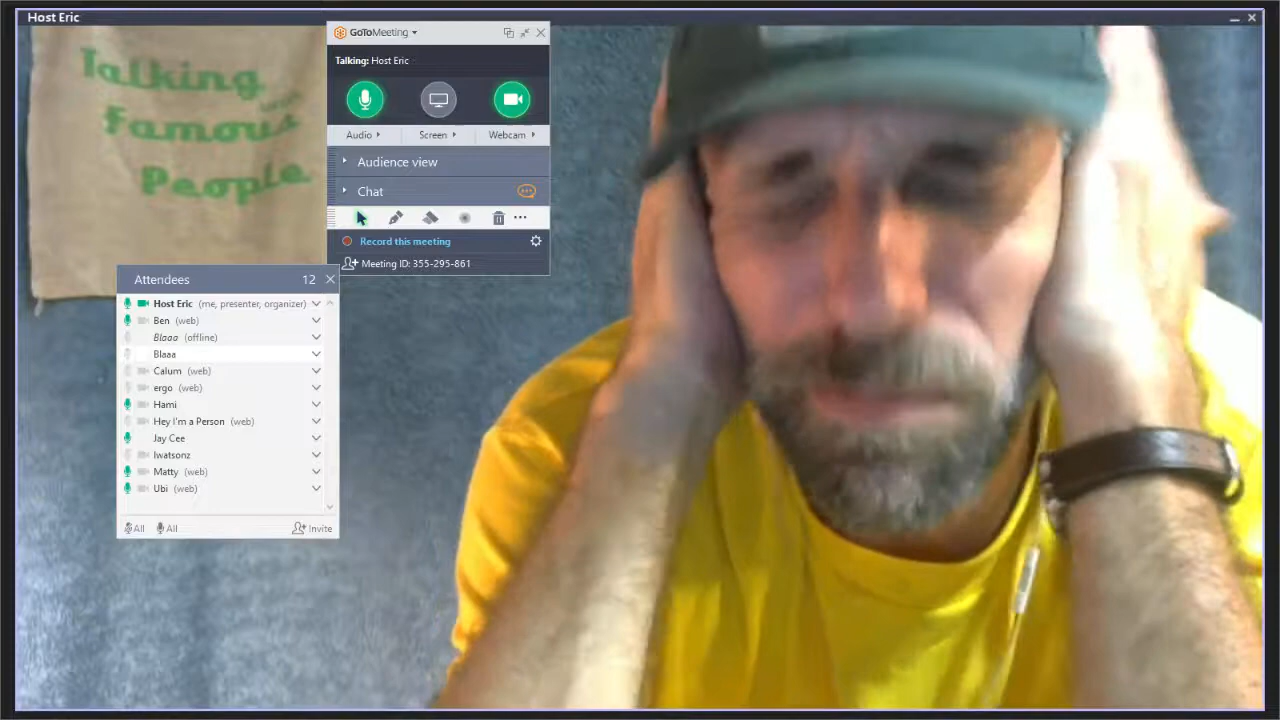 Host Eric
Talking
Famous
People
GoToMeeting
Talking: Host Eric
Audio
Screen
Webcam
Audience view
Chat
Record this meeting
Meeting ID: 355-295-861
Attendees 12
Host Eric (me, presenter, organizer)
Ben (web)
Blaaa (offline)
Blaaa
Calum (web)
ergo (web)
Hami
Hey I'm a Person (web)
Jay Cee
lwatsonz
Matty (web)
Ubi (web)
All All Invite